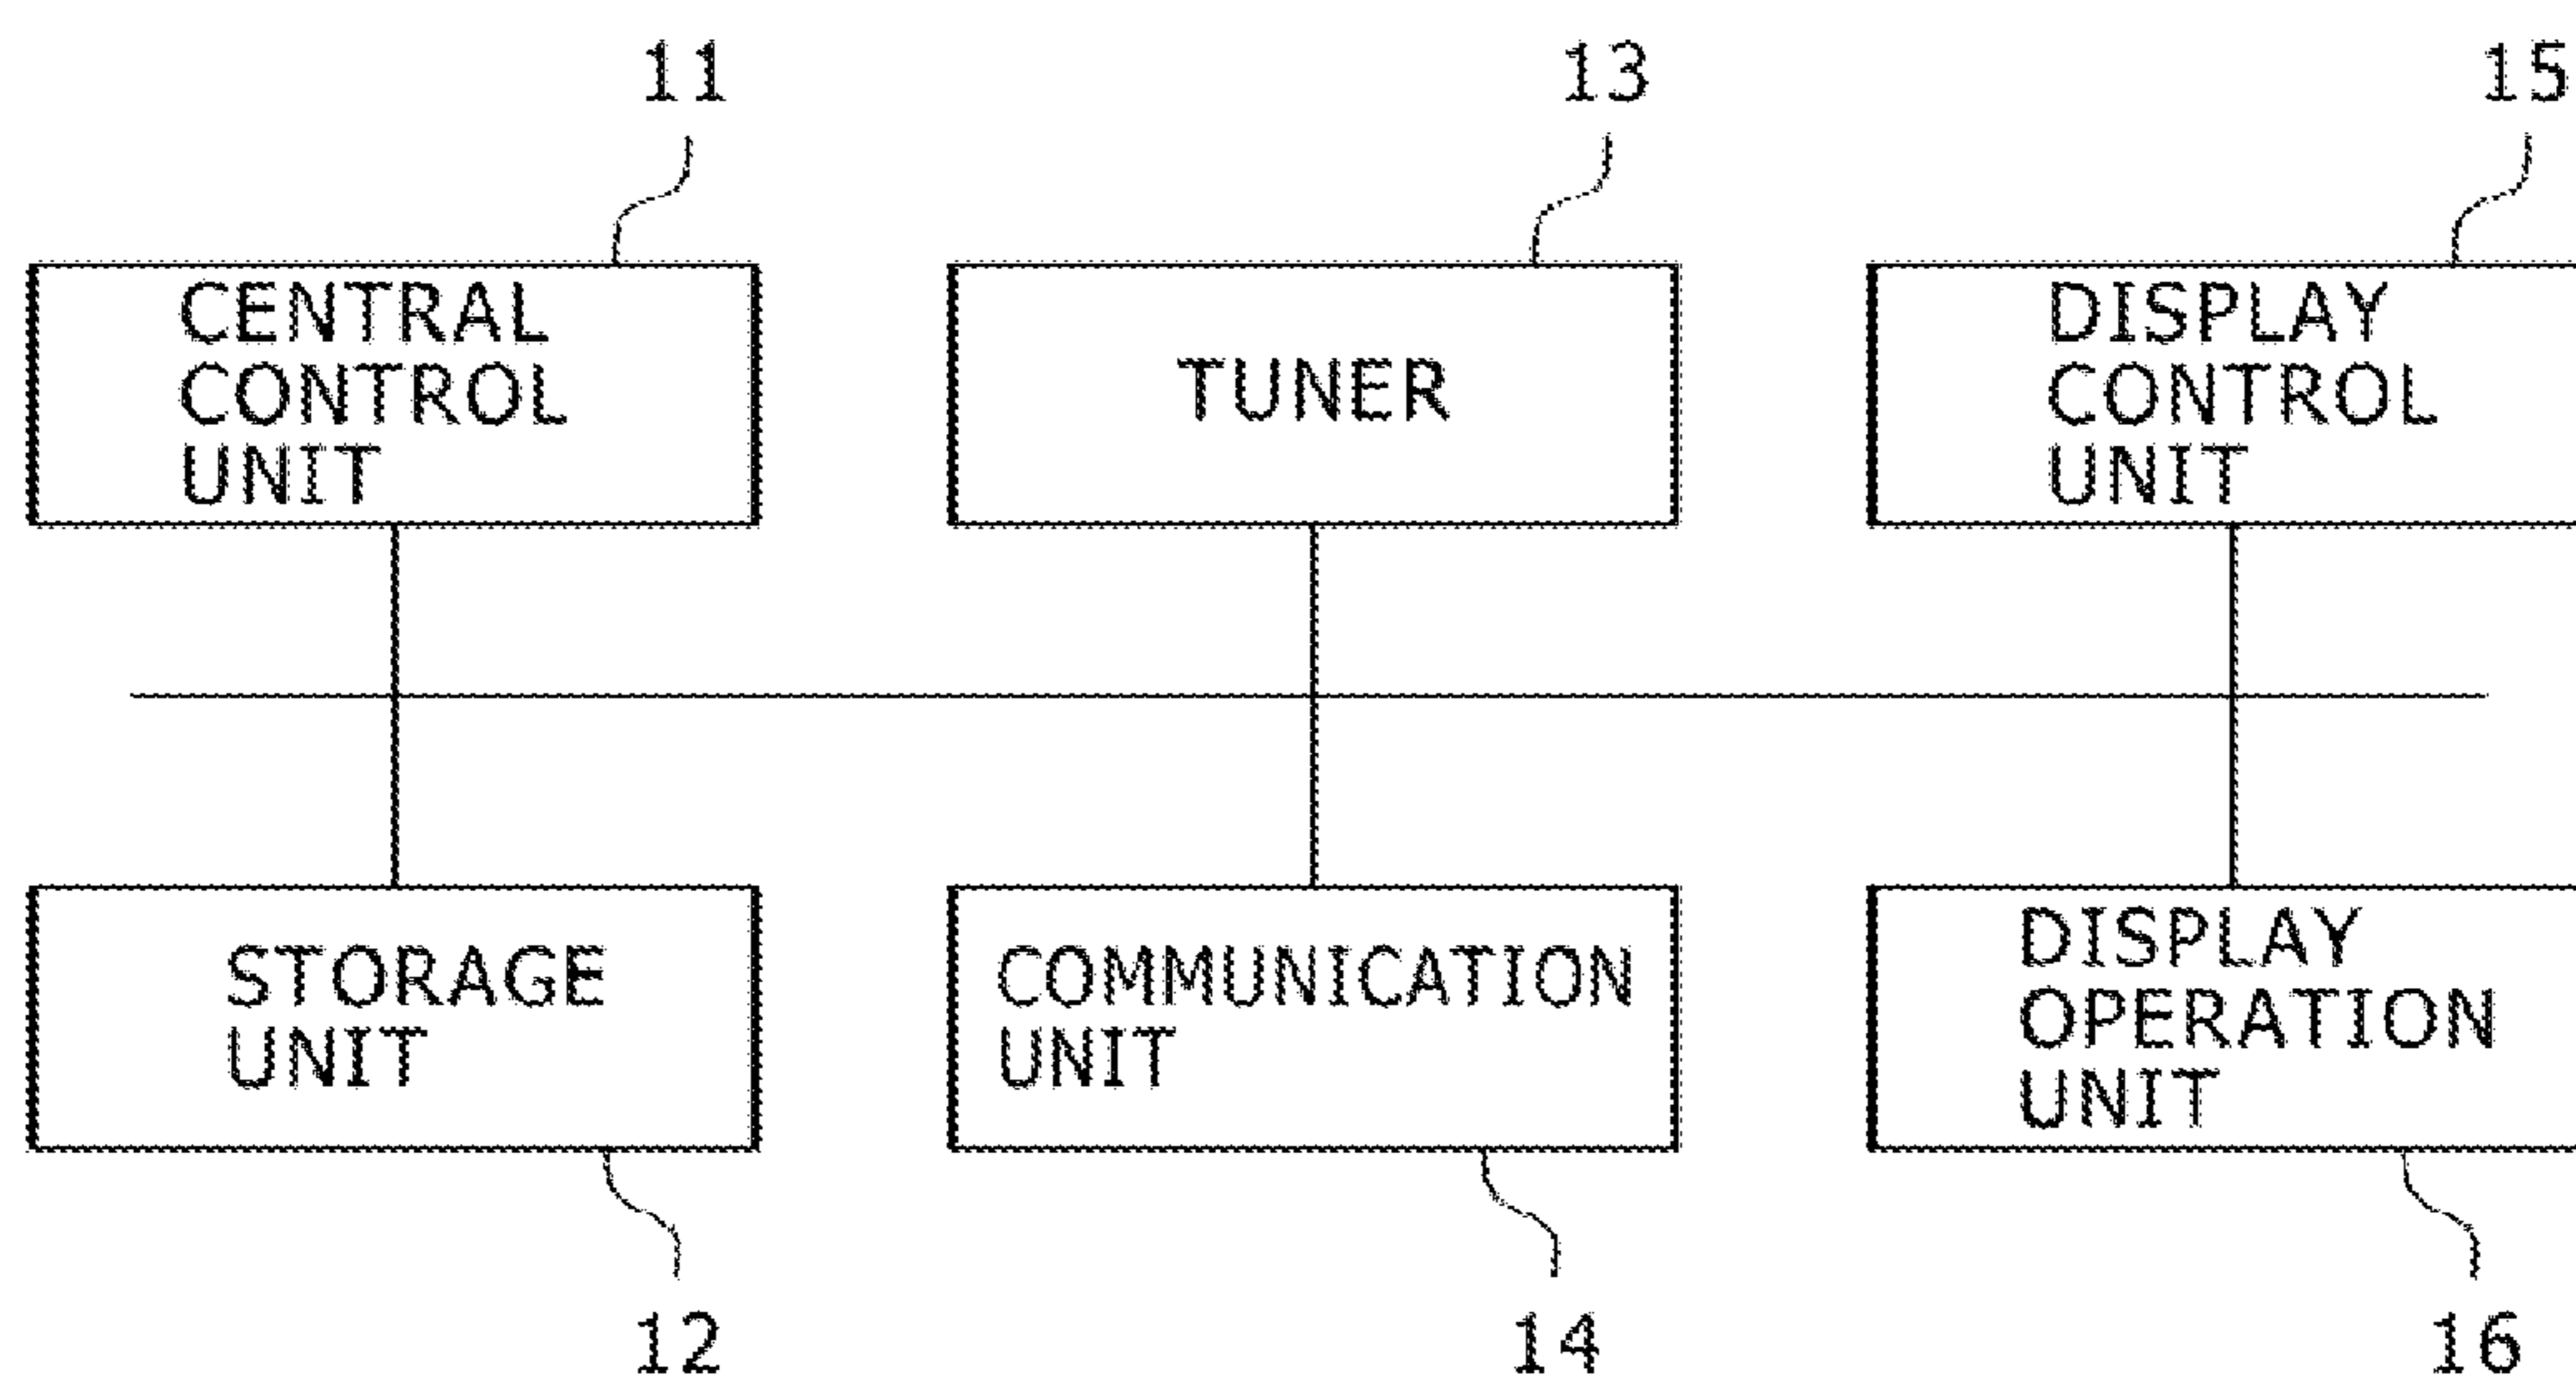 11
13
15
CENTRAL
CONTROL
UNIT
TUNER
DISPLAY
CONTROL
UNIT
STORAGE
UNIT
COMMUNICATION
UNIT
DISPLAY
OPERATION
UNIT
12
14
16